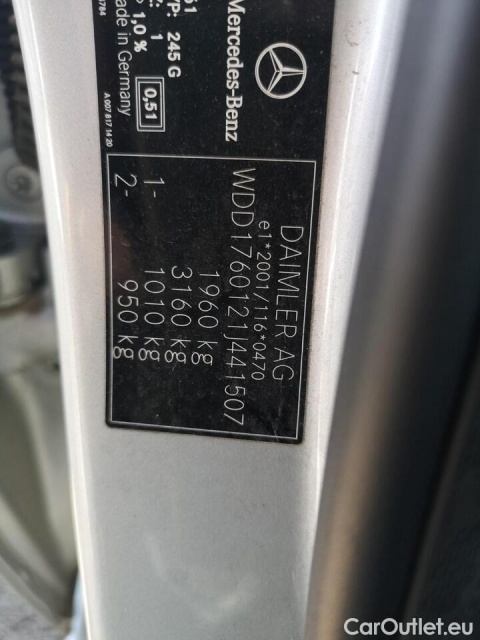 Mercedes-Benz
DAIMLER AG
e1*2001/116*0470
WDD1760121J441507
1960 kg
3160 kg
1- 1010 kg
2- 950 kg
245 G
1
1,0 %
0,51
ade in Germany
A 007 817 14 20
CarOutlet.eu